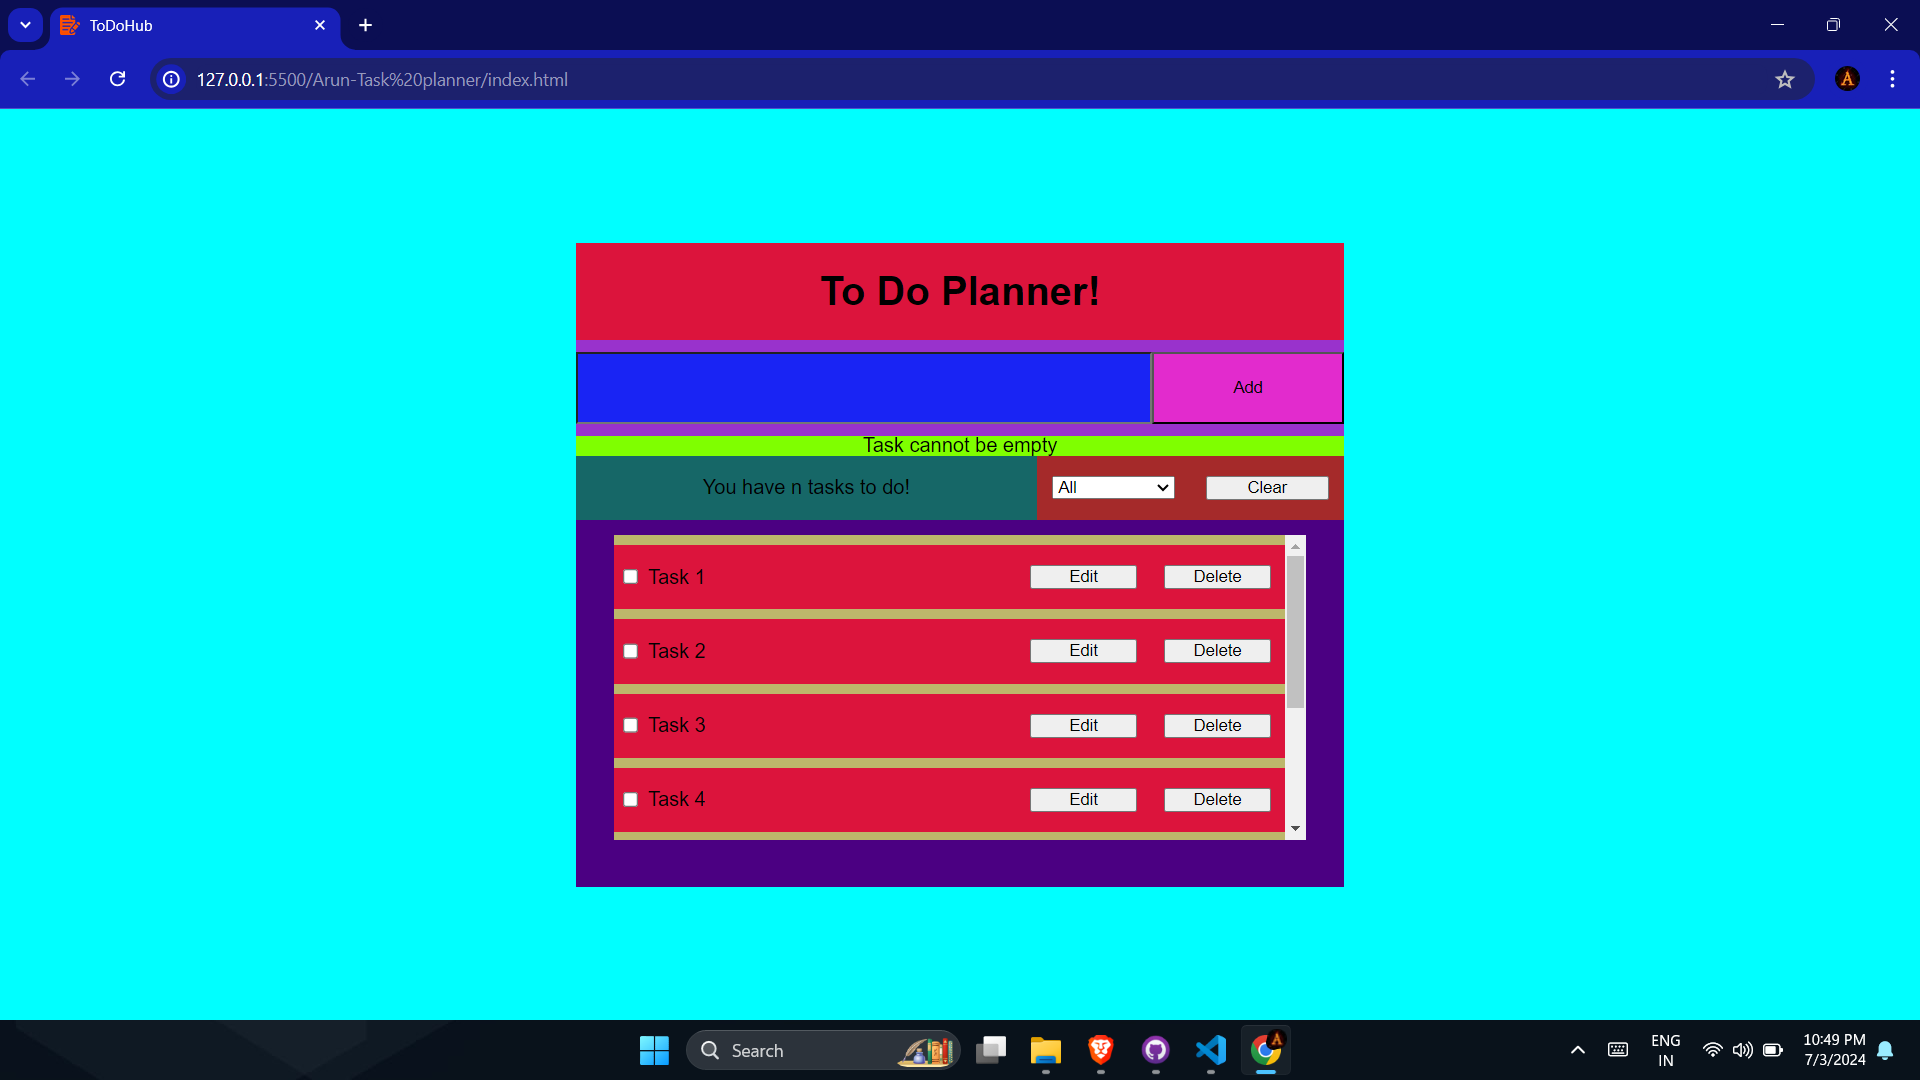 ToDoHub
127.0.0.1:5500/Arun-Task%20planner/index.html
A
To Do Planner!
Add
Task cannot be empty
You have n tasks to do!
All
Clear
Task 1
Edit
Delete
Task 2
Edit
Delete
Task 3
Edit
Delete
Task 4
Edit
Delete
Search
A
ENG
IN
10:49 PM
7/3/2024